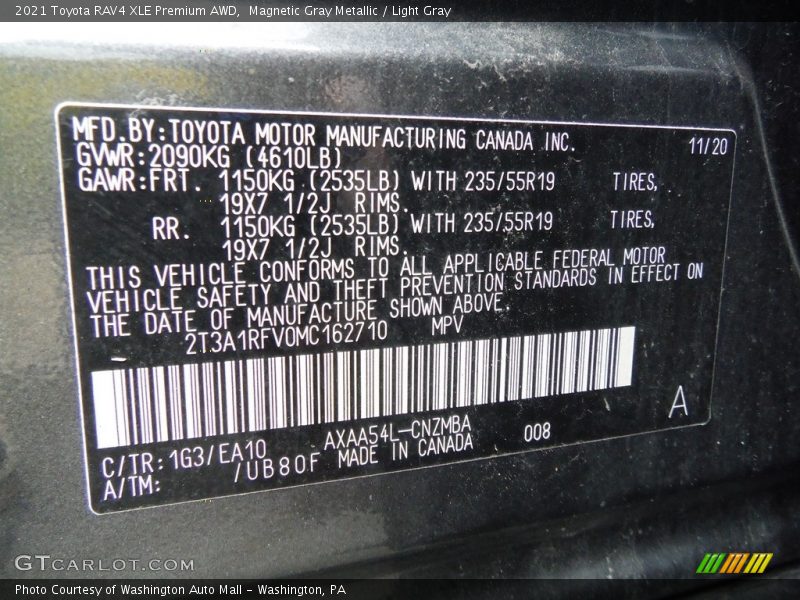 2021 Toyota RAV4 XLE Premium AWD,  Magnetic Gray Metallic / Light Gray
MFD.BY:TOYOTA MOTOR MANUFACTURING CANADA INC. 11/20
GVWR:2090KG (4610LB)
GAWR:FRT. 1150KG (2535LB) WITH 235/55R19 TIRES,
19X7 1/2J RIMS.
RR. 1150KG (2535LB) WITH 235/55R19 TIRES,
19X7 1/2J RIMS.
THIS VEHICLE CONFORMS TO ALL APPLICABLE FEDERAL MOTOR
VEHICLE SAFETY AND THEFT PREVENTION STANDARDS IN EFFECT ON
THE DATE OF MANUFACTURE SHOWN ABOVE.
2T3A1RFV0MC162710 MPV
A
C/TR:1G3/EA10 AXAA54L-CNZMBA 008
A/TM: /UB80F MADE IN CANADA
GTCARLOT.COM
Photo Courtesy of Washington Auto Mall - Washington, PA